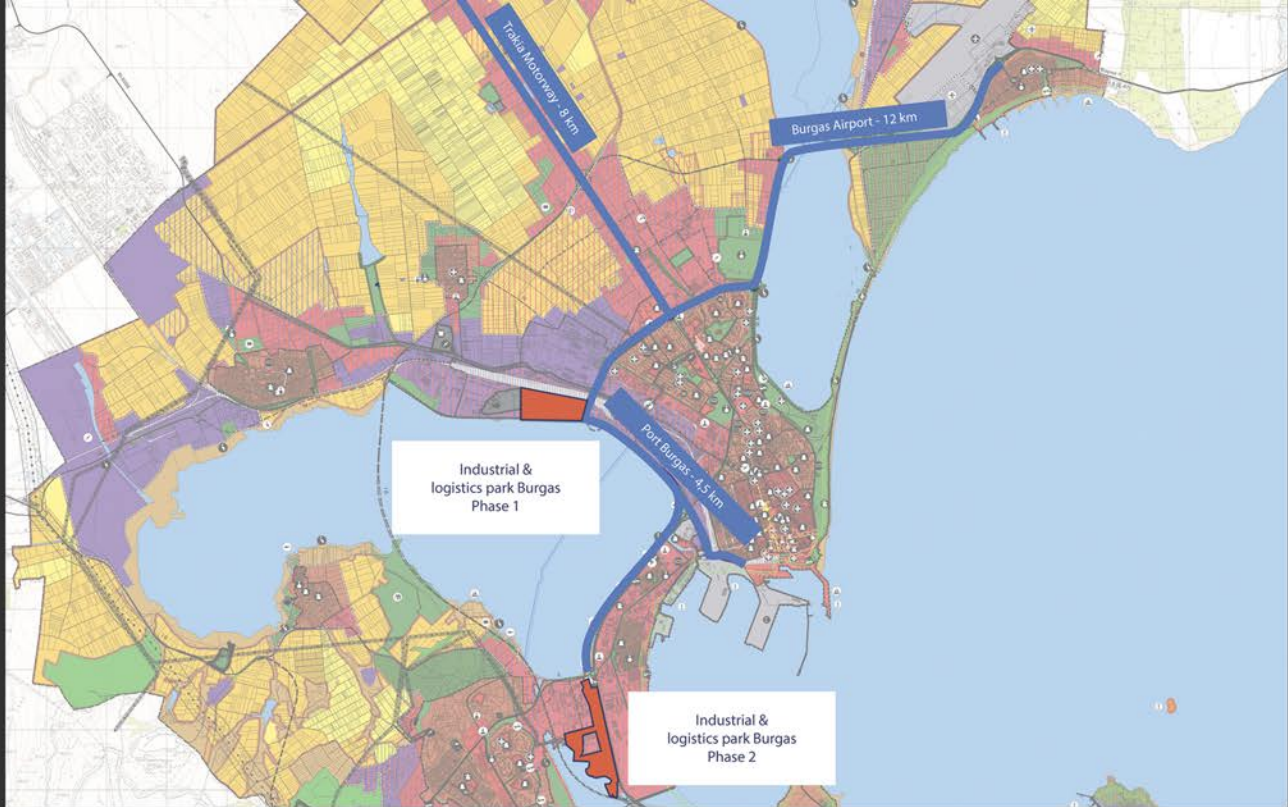 Trakia Motorway - 8 km
Burgas Airport - 12 km
Port Burgas - 4,5 km
Industrial &
logistics park Burgas
Phase 1
Industrial &
logistics park Burgas
Phase 2